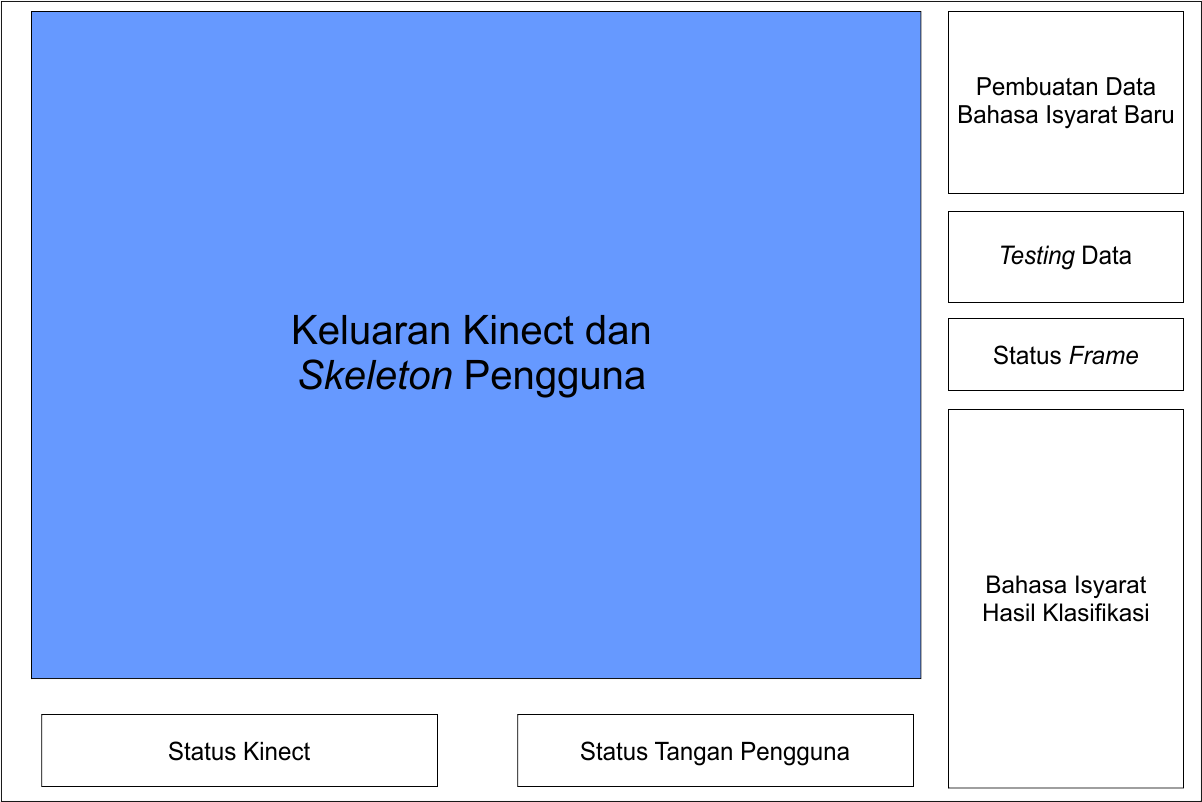 Keluaran Kinect dan
Skeleton Pengguna
Pembuatan Data
Bahasa Isyarat Baru
Testing Data
Status Frame
Bahasa Isyarat
Hasil Klasifikasi
Status Kinect
Status Tangan Pengguna